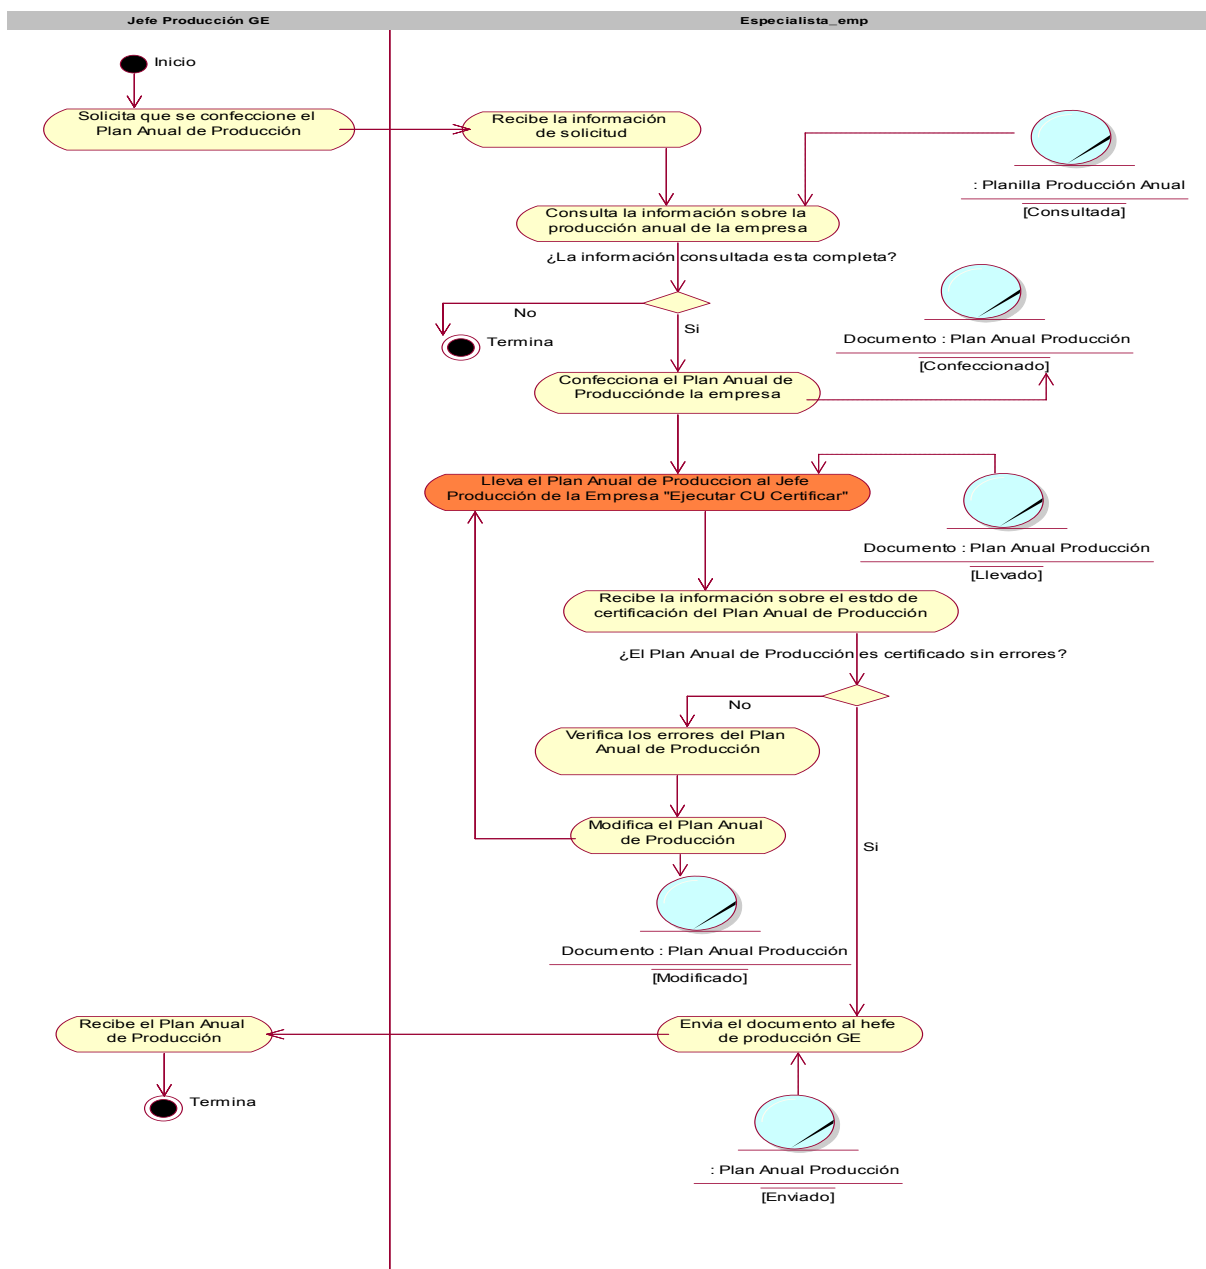 Jefe Producción GE
Especialista_emp
Inicio
Solicita que se confeccione el
Plan Anual de Producción
Recibe la información
de solicitud
: Planilla Producción Anual
[Consultada]
Consulta la información sobre la
producción anual de la empresa
¿La información consultada esta completa?
No
Si
Termina
Documento : Plan Anual Producción
[Confeccionado]
Confecciona el Plan Anual de
Producciónde la empresa
Lleva el Plan Anual de Produccion al Jefe
Producción de la Empresa "Ejecutar CU Certificar"
Documento : Plan Anual Producción
[Llevado]
Recibe la información sobre el estdo de
certificación del Plan Anual de Producción
¿El Plan Anual de Producción es certificado sin errores?
No
Verifica los errores del Plan
Anual de Producción
Modifica el Plan Anual
de Producción
Si
Documento : Plan Anual Producción
[Modificado]
Recibe el Plan Anual
de Producción
Envia el documento al hefe
de producción GE
Termina
: Plan Anual Producción
[Enviado]